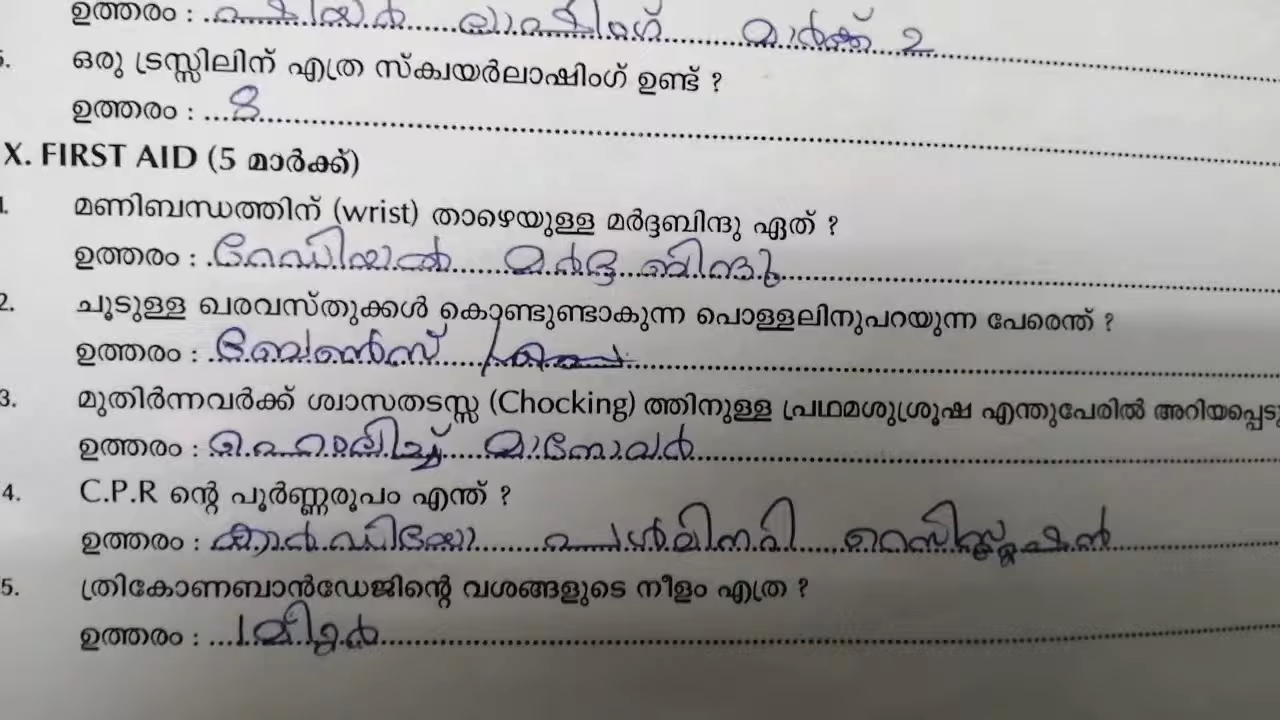 ഉത്തരം : ഷിയർ ലാഷിംഗ് മാർക്ക് 2
5. ഒരു ട്രസ്സിലിന് എത്ര സ്ക്വയർലാഷിംഗ് ഉണ്ട് ?
ഉത്തരം : 8
X. FIRST AID (5 മാർക്ക്)
1. മണിബന്ധത്തിന് (wrist) താഴെയുള്ള മർദ്ദബിന്ദു ഏത് ?
ഉത്തരം : റേഡിയൽ മർദ്ദ ബിന്ദു
2. ചൂടുള്ള ഖരവസ്തുക്കൾ കൊണ്ടുണ്ടാകുന്ന പൊള്ളലിനുപറയുന്ന പേരെന്ത് ?
ഉത്തരം : ബേൺസ്
3. മുതിർന്നവർക്ക് ശ്വാസതടസ്സ (Chocking) ത്തിനുള്ള പ്രഥമശുശ്രൂഷ എന്തുപേരിൽ അറിയപ്പെടു
ഉത്തരം : മാനോവർ
4. C.P.R ന്റെ പൂർണ്ണരൂപം എന്ത് ?
ഉത്തരം : കാർഡിയോ പൾമിനറി
5. ത്രികോണബാൻഡേജിന്റെ വശങ്ങളുടെ നീളം എത്ര ?
ഉത്തരം : 1 മീറ്റർ